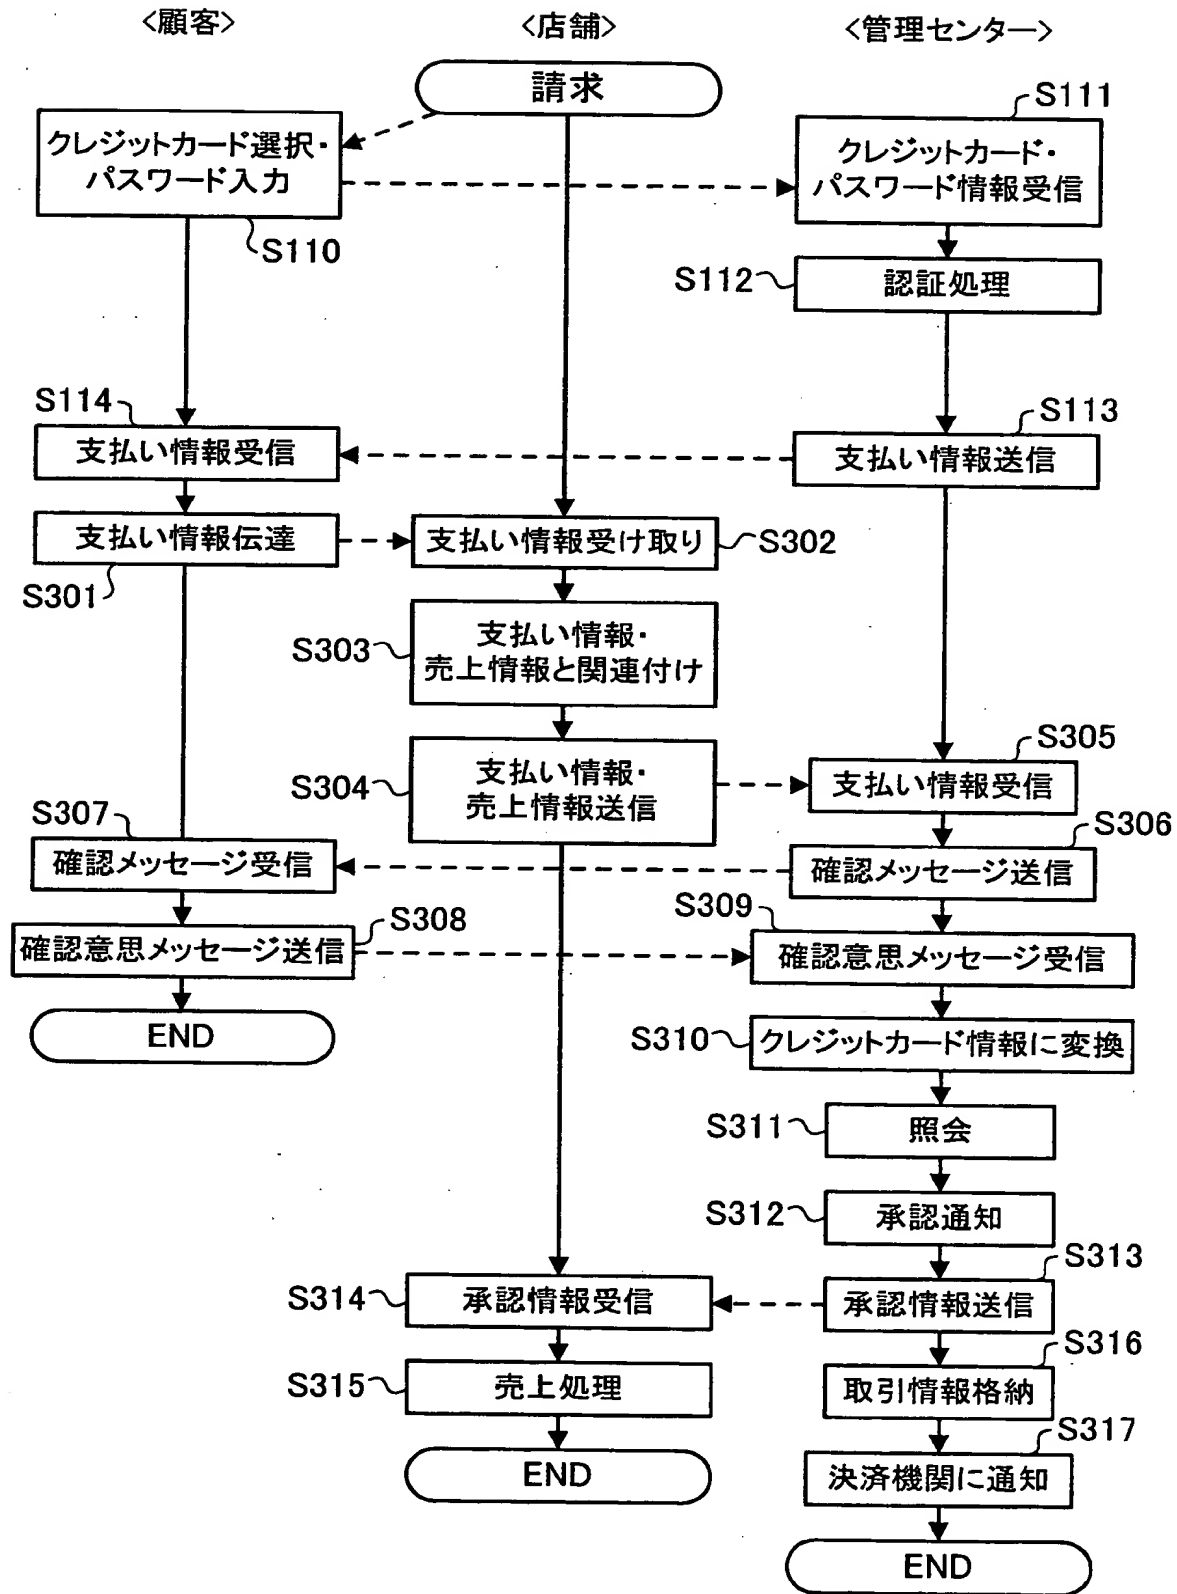 <顧客>
<店舗>
<管理センター>
請求
S111
クレジットカード選択・
パスワード入力
クレジットカード・
パスワード情報受信
S110
S112
認証処理
S114
S113
支払い情報受信
支払い情報送信
支払い情報伝達
支払い情報受け取り
S302
S301
S303
支払い情報・
売上情報と関連付け
S304
支払い情報・
売上情報送信
S305
支払い情報受信
S307
S306
確認メッセージ受信
確認メッセージ送信
S308
S309
確認意思メッセージ送信
確認意思メッセージ受信
END
S310
クレジットカード情報に変換
S311
照会
S312
承認通知
S313
S314
承認情報受信
承認情報送信
S316
S315
売上処理
取引情報格納
S317
END
決済機関に通知
END